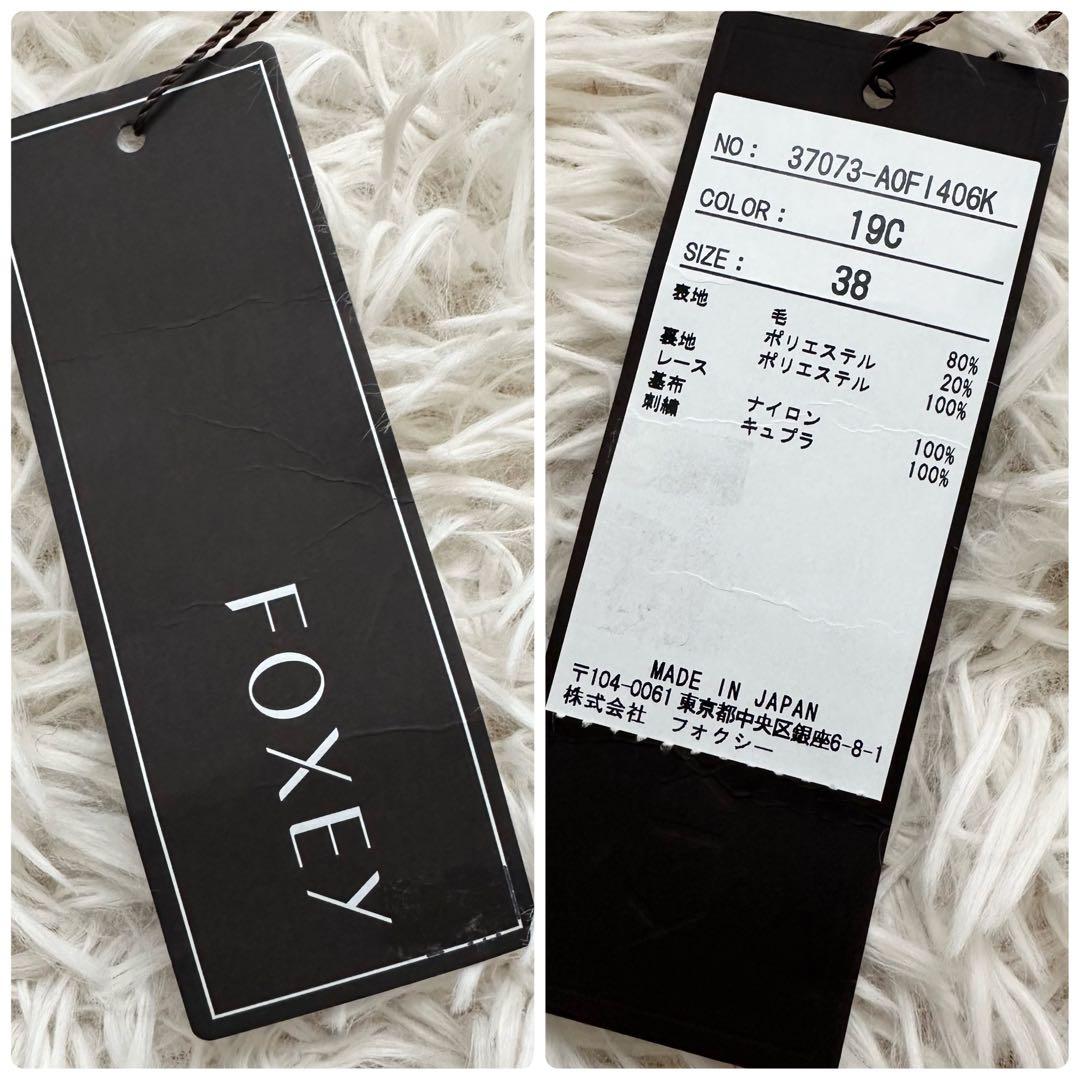 FOXEY
NO: 37073-AOFI406K
COLOR: 19C
SIZE: 38
表地
毛 80%
ポリエステル 20%
裏地 ポリエステル 100%
レース
基布 ナイロン 100%
刺繍 キュプラ 100%
MADE IN JAPAN
〒104-0061 東京都中央区銀座6-8-1
株式会社 フォクシー